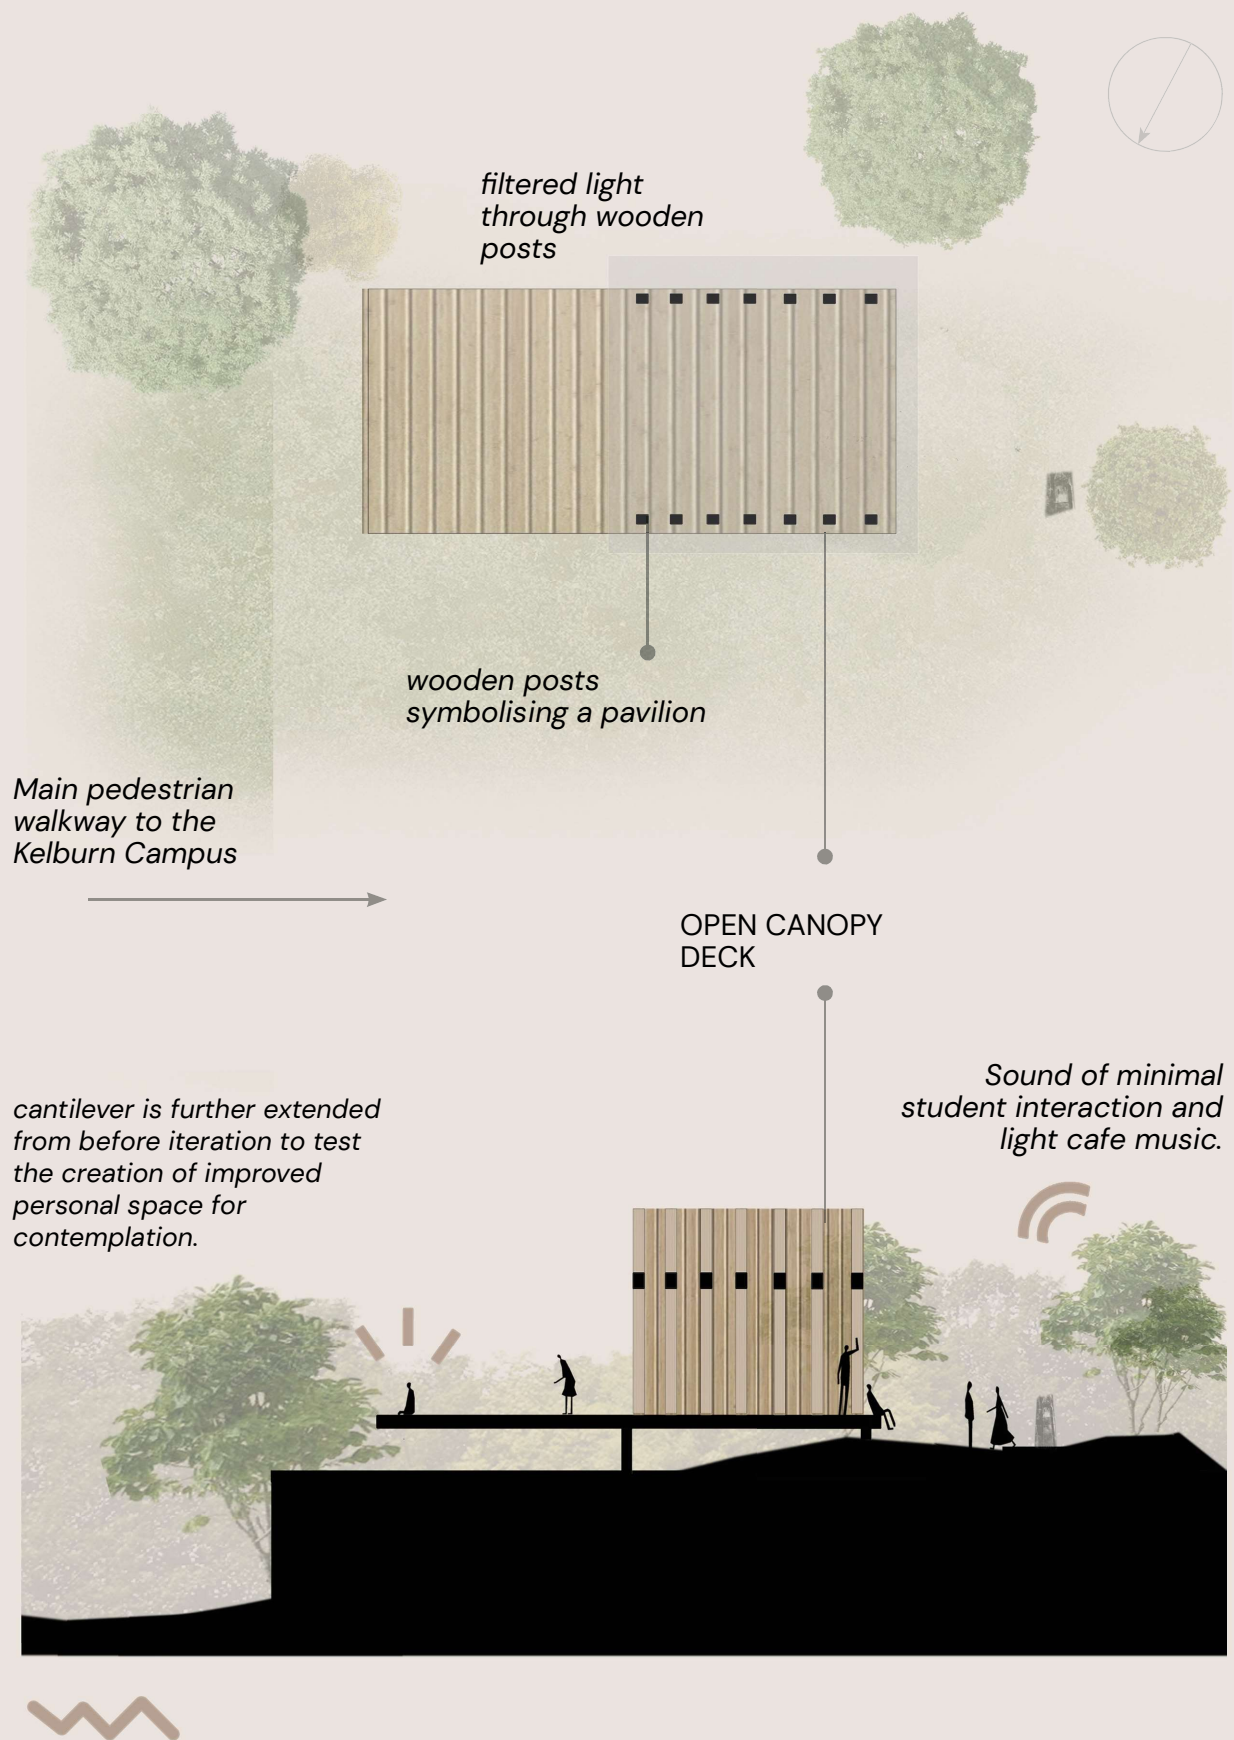 filtered light
through wooden
posts
wooden posts
symbolising a pavilion
Main pedestrian
walkway to the
Kelburn Campus
OPEN CANOPY
DECK
Sound of minimal
student interaction and
light cafe music.
cantilever is further extended
from before iteration to test
the creation of improved
personal space for
contemplation.